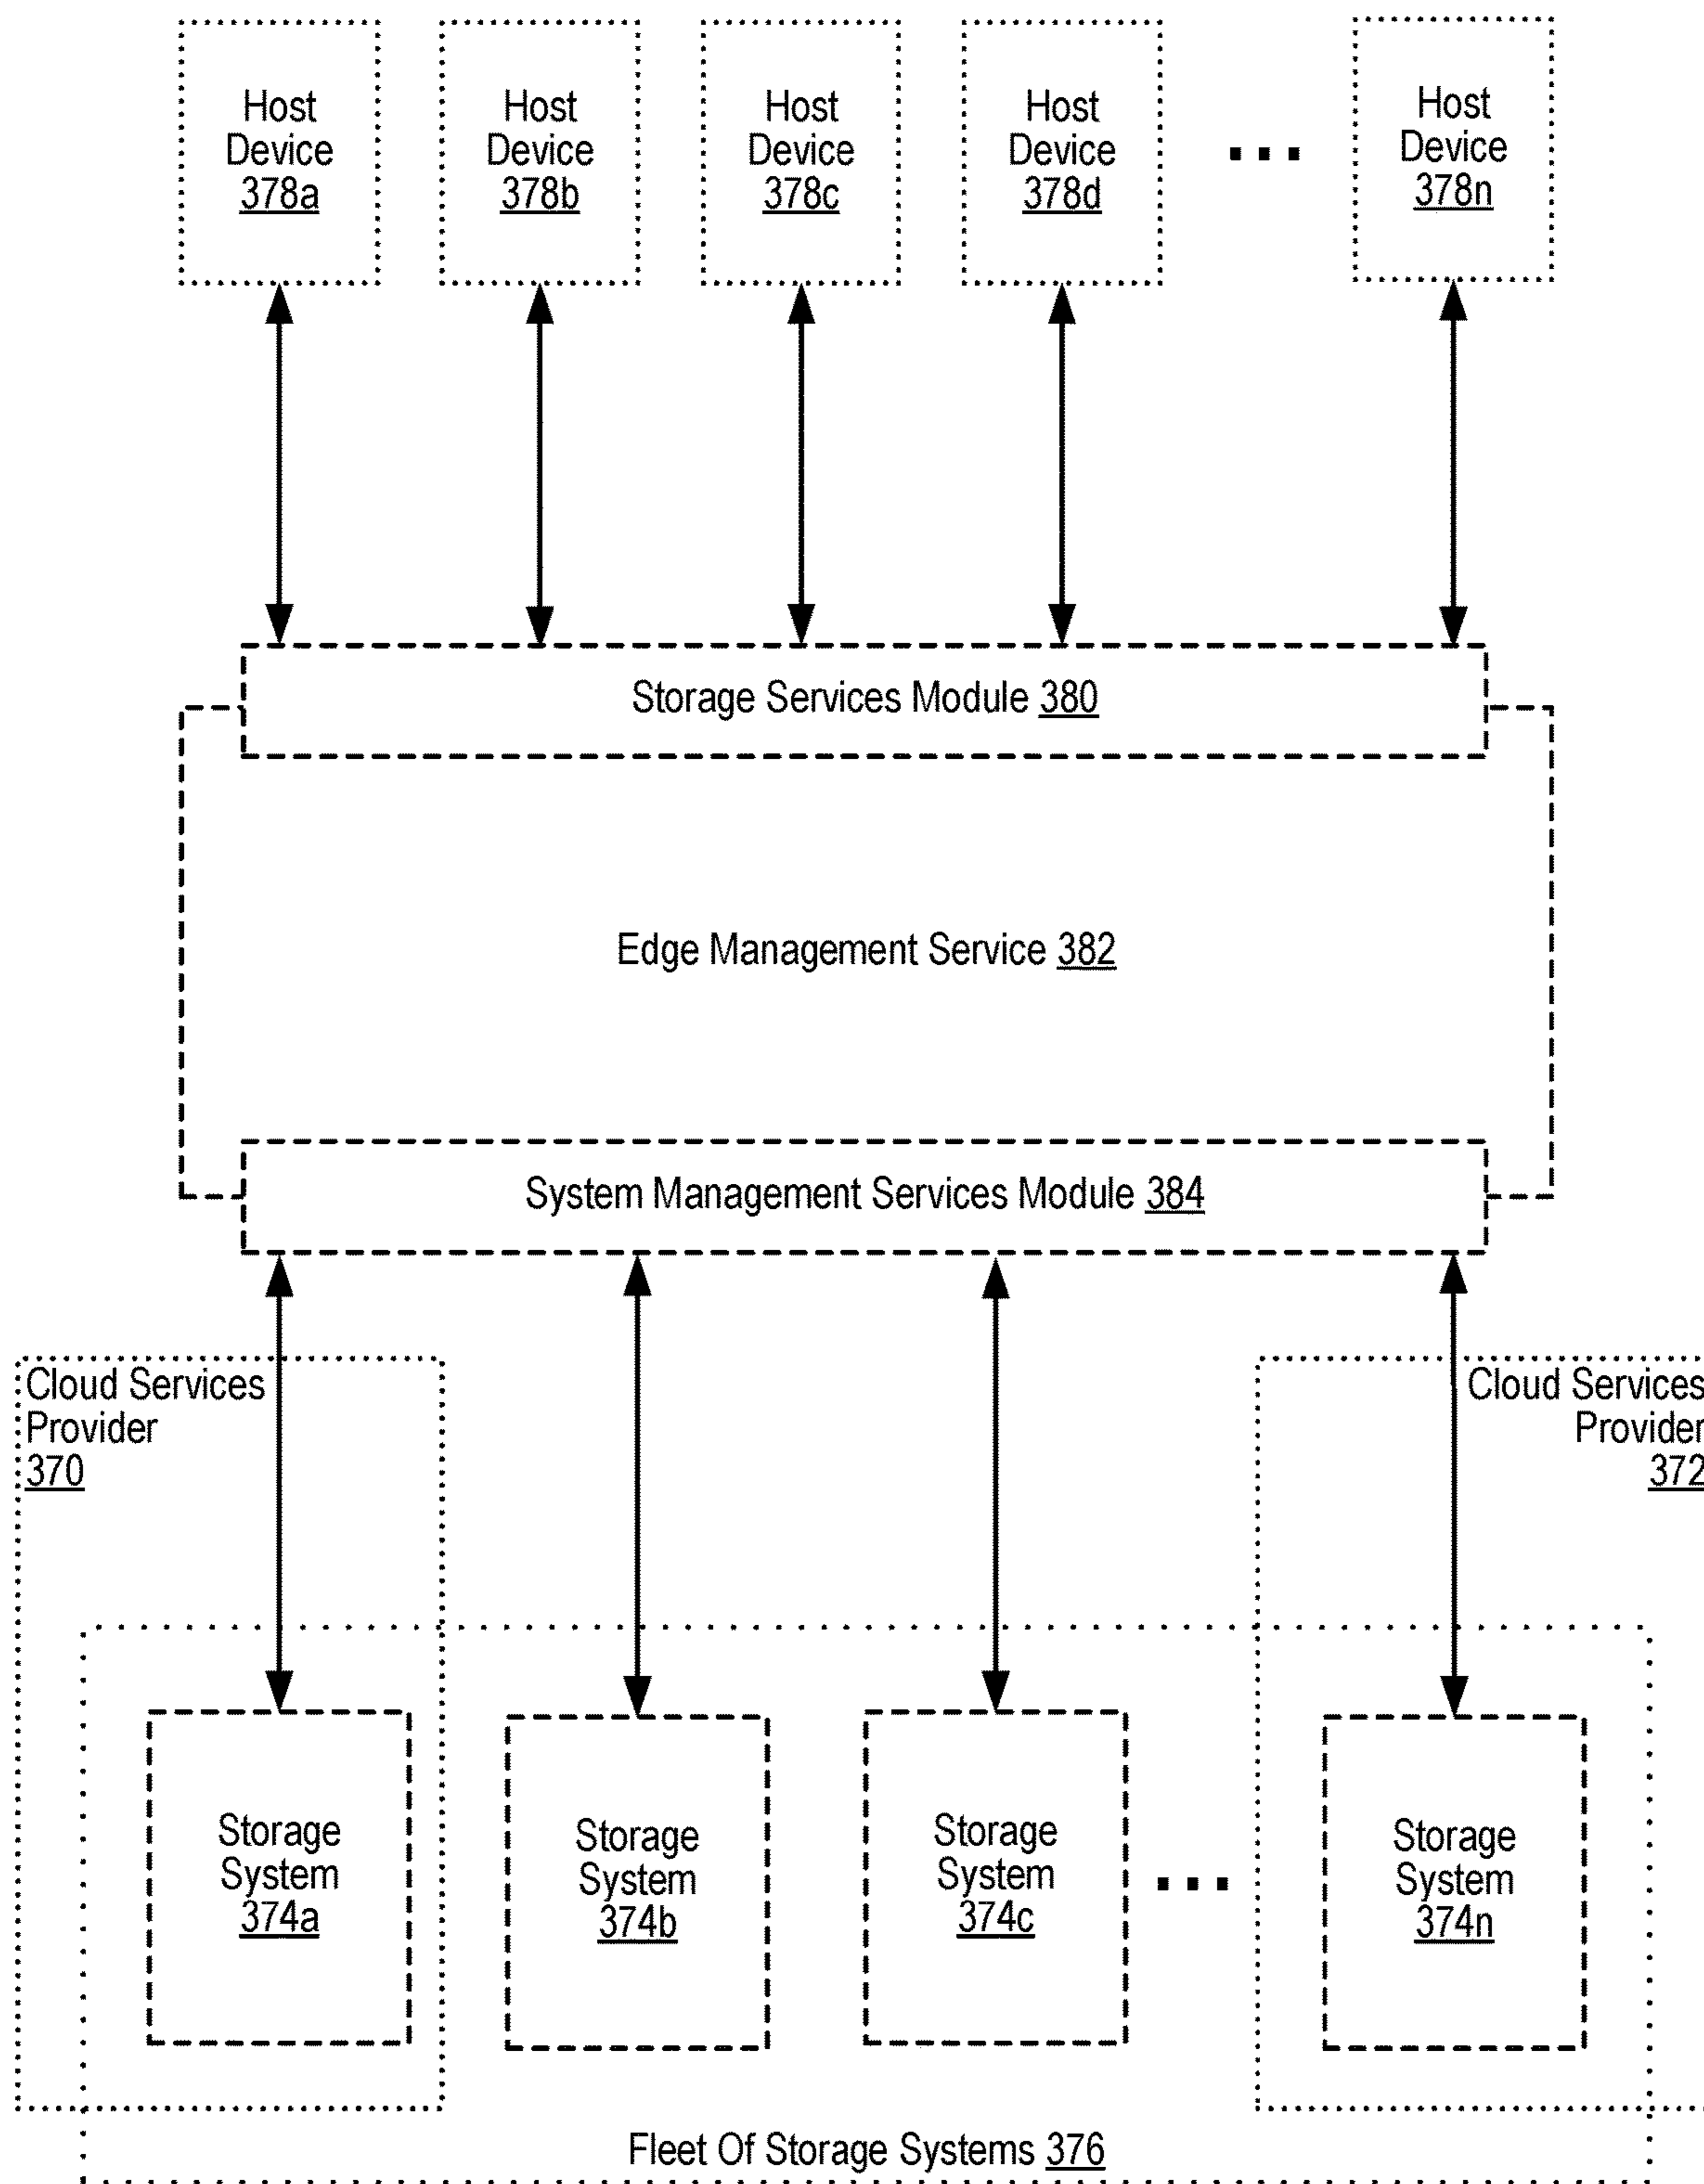 Host
Device
378a
Host
Device
378b
Host
Device
378c
Host
Device
378d
...
Host
Device
378n
Storage Services Module 380
Edge Management Service 382
System Management Services Module 384
Cloud Services
Provider
370
Cloud Services
Provider
372
Storage
System
374a
Storage
System
374b
Storage
System
374c
...
Storage
System
374n
Fleet Of Storage Systems 376